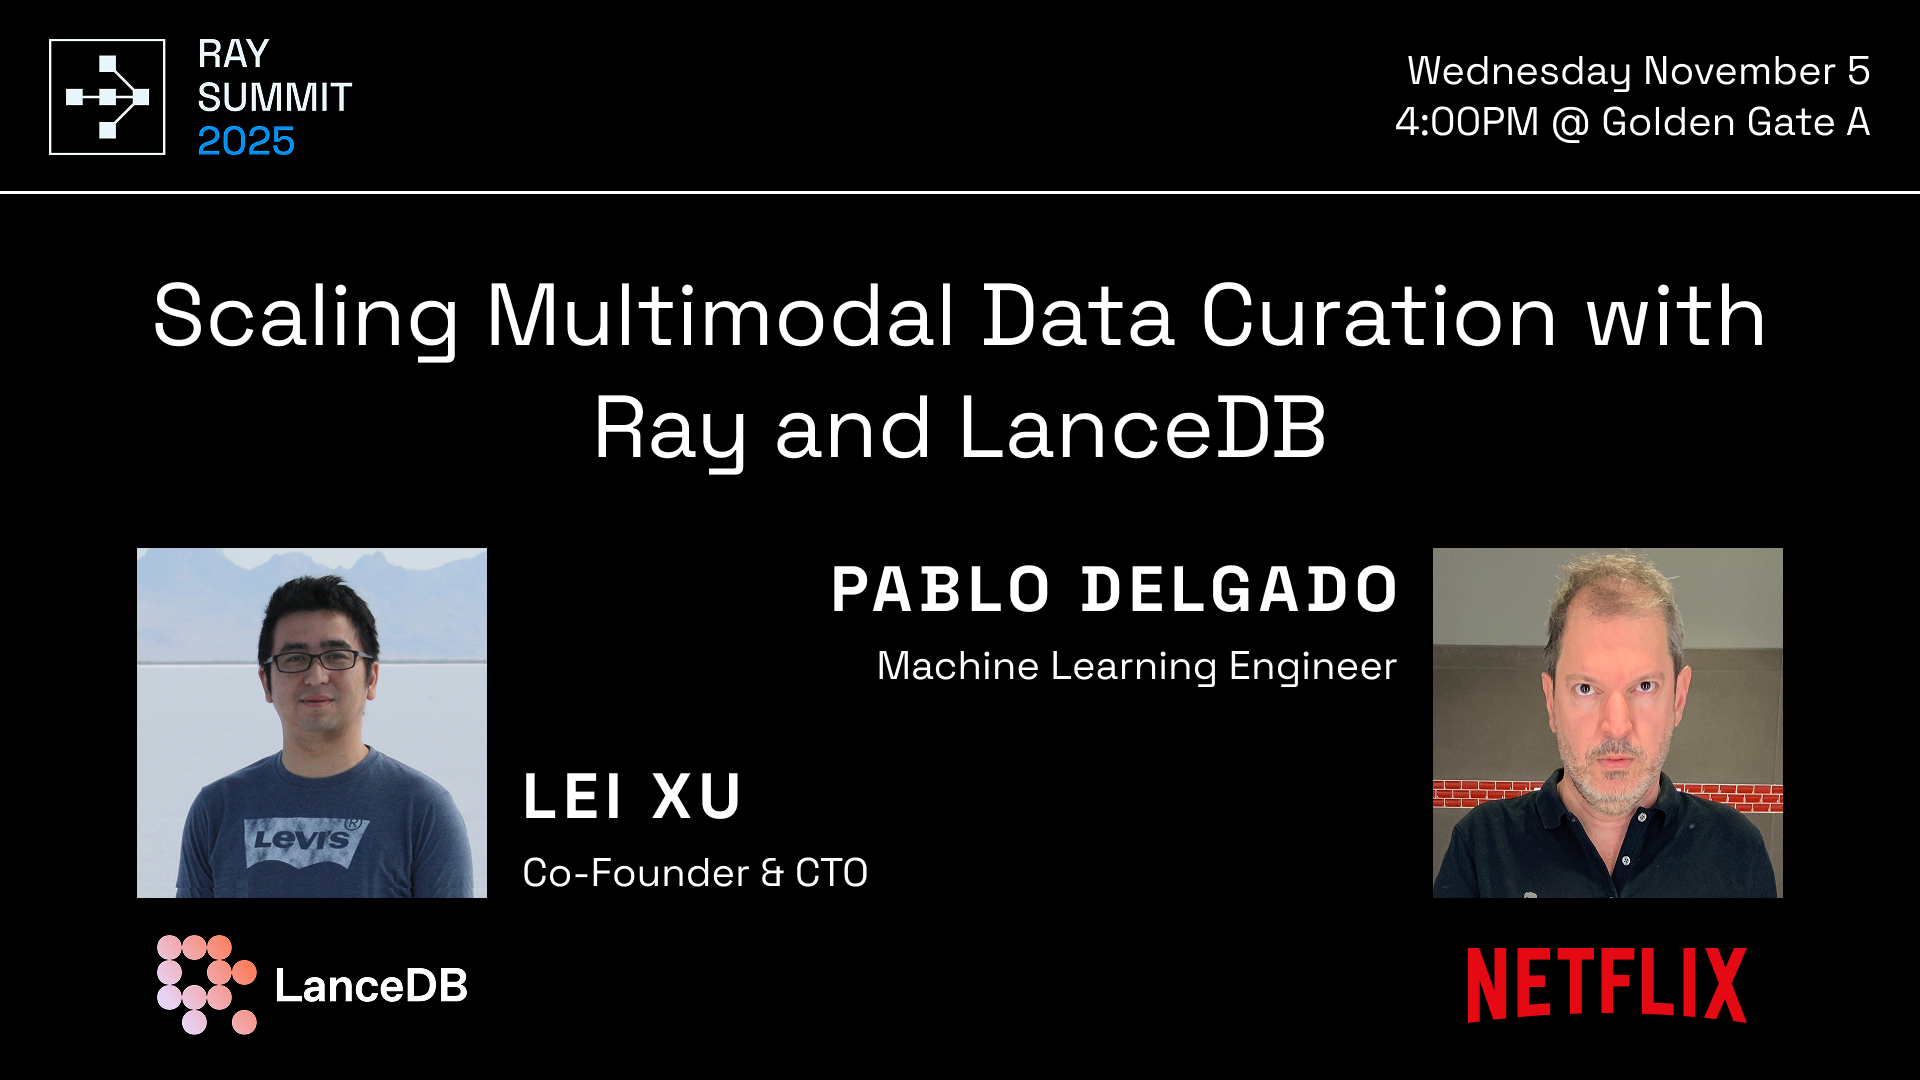 RAY
SUMMIT
2025
Wednesday November 5
4:00PM @ Golden Gate A
Scaling Multimodal Data Curation with
Ray and LanceDB
PABLO DELGADO
Machine Learning Engineer
LEI XU
Co-Founder & CTO
Levi's ®
LanceDB
NETFLIX